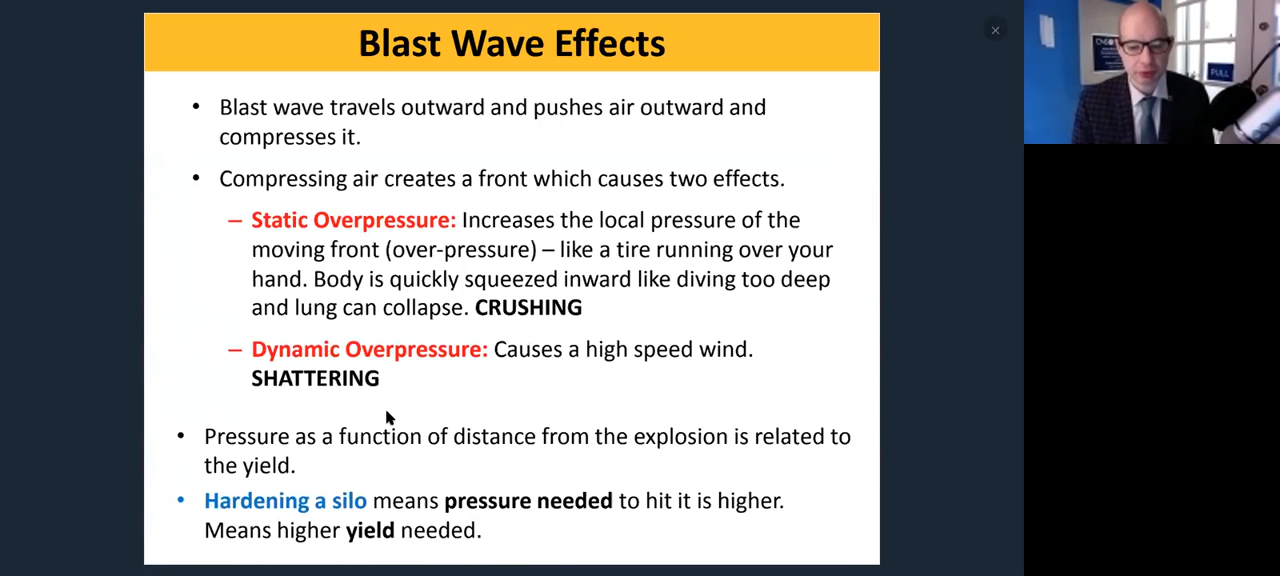 Blast Wave Effects
• Blast wave travels outward and pushes air outward and
compresses it.
• Compressing air creates a front which causes two effects.
– Static Overpressure: Increases the local pressure of the
moving front (over-pressure) – like a tire running over your
hand. Body is quickly squeezed inward like diving too deep
and lung can collapse. CRUSHING
– Dynamic Overpressure: Causes a high speed wind.
SHATTERING
• Pressure as a function of distance from the explosion is related to
the yield.
• Hardening a silo means pressure needed to hit it is higher.
Means higher yield needed.
PULL